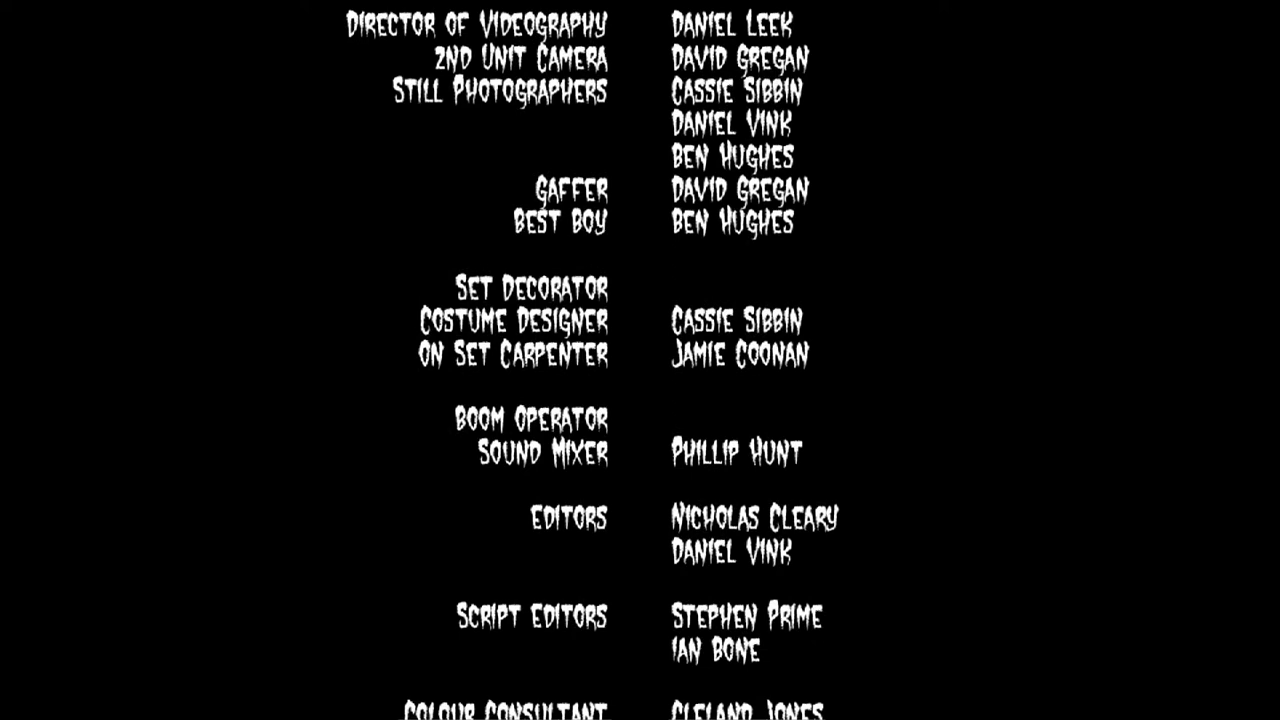 Director of Videography Daniel Leek
2nd Unit Camera David Gregan
Still Photographers Cassie Sibbin
Daniel Vink
Ben Hughes
Gaffer David Gregan
Best Boy Ben Hughes
Set Decorator
Costume Designer Cassie Sibbin
On Set Carpenter Jamie Coonan
Boom Operator
Sound Mixer Phillip Hunt
Editors Nicholas Cleary
Daniel Vink
Script Editors Stephen Prime
Ian Bone
Colour Consultant Cleland Jones